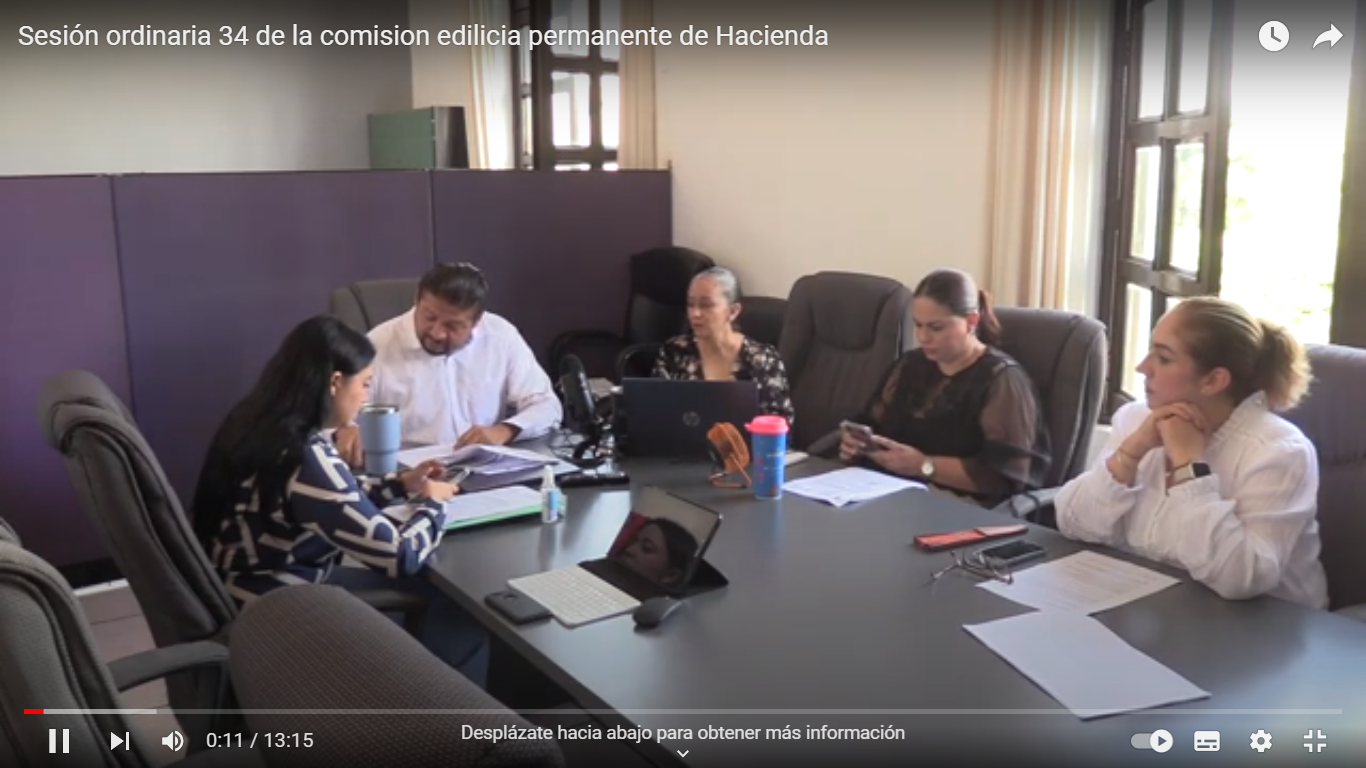 Sesión ordinaria 34 de la comision edilicia permanente de Hacienda
hp
0:11 / 13:15
Desplázate hacia abajo para obtener más información